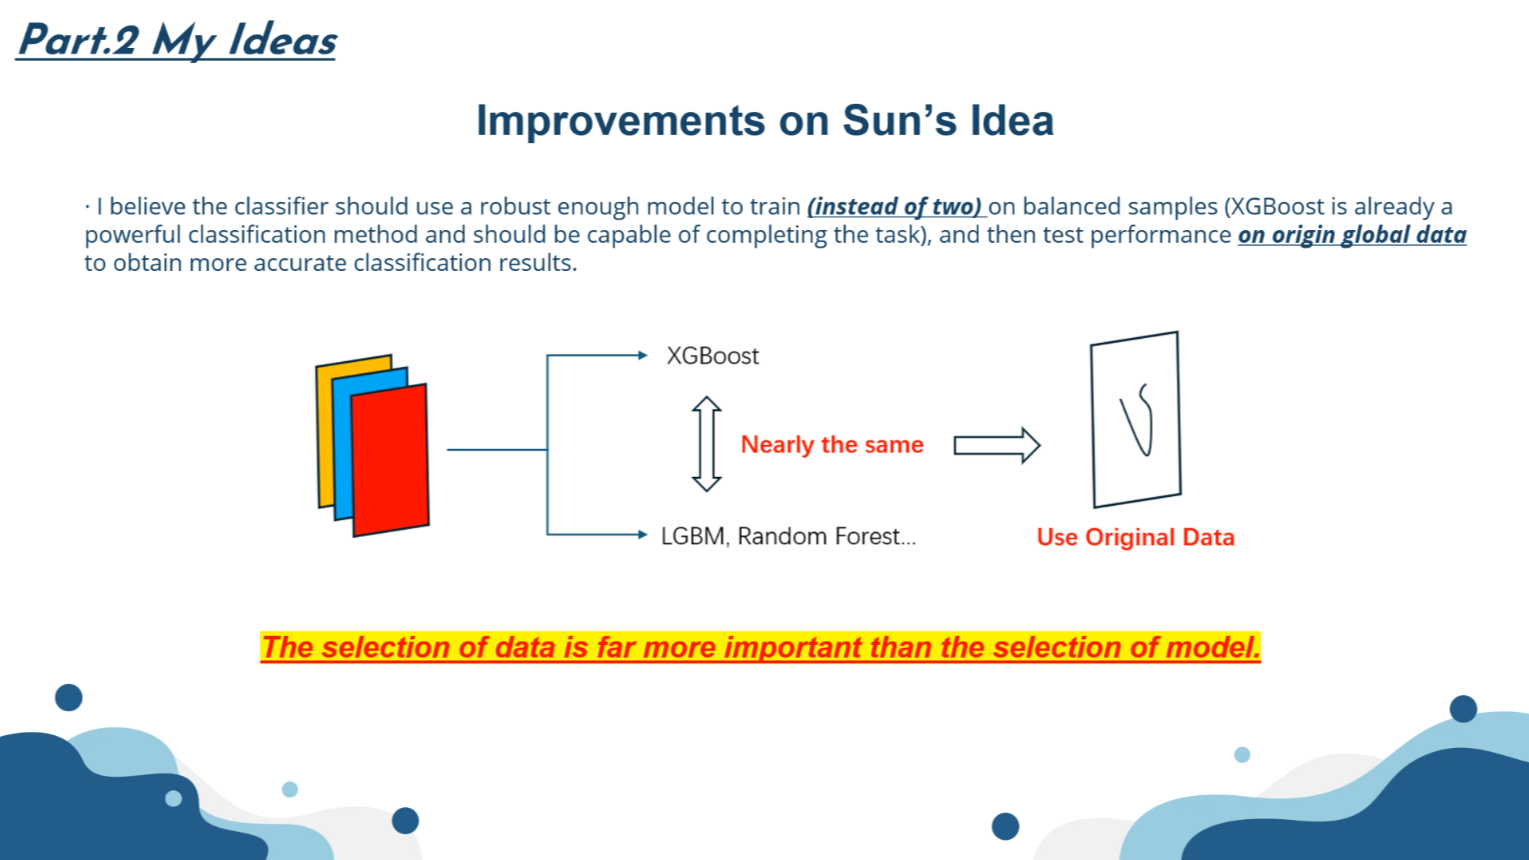 Part.2 My Ideas
Improvements on Sun’s Idea
· I believe the classifier should use a robust enough model to train (instead of two) on balanced samples (XGBoost is already a
powerful classification method and should be capable of completing the task), and then test performance on origin global data
to obtain more accurate classification results.
XGBoost
Nearly the same
LGBM, Random Forest...
Use Original Data
The selection of data is far more important than the selection of model.